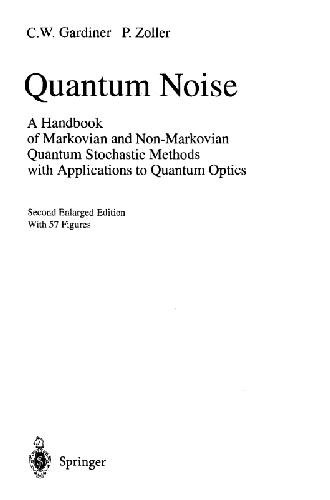 C.W. Gardiner P. Zoller
Quantum Noise
A Handbook
of Markovian and Non-Markovian
Quantum Stochastic Methods
with Applications to Quantum Optics
Second Enlarged Edition
With 57 Figures
Springer